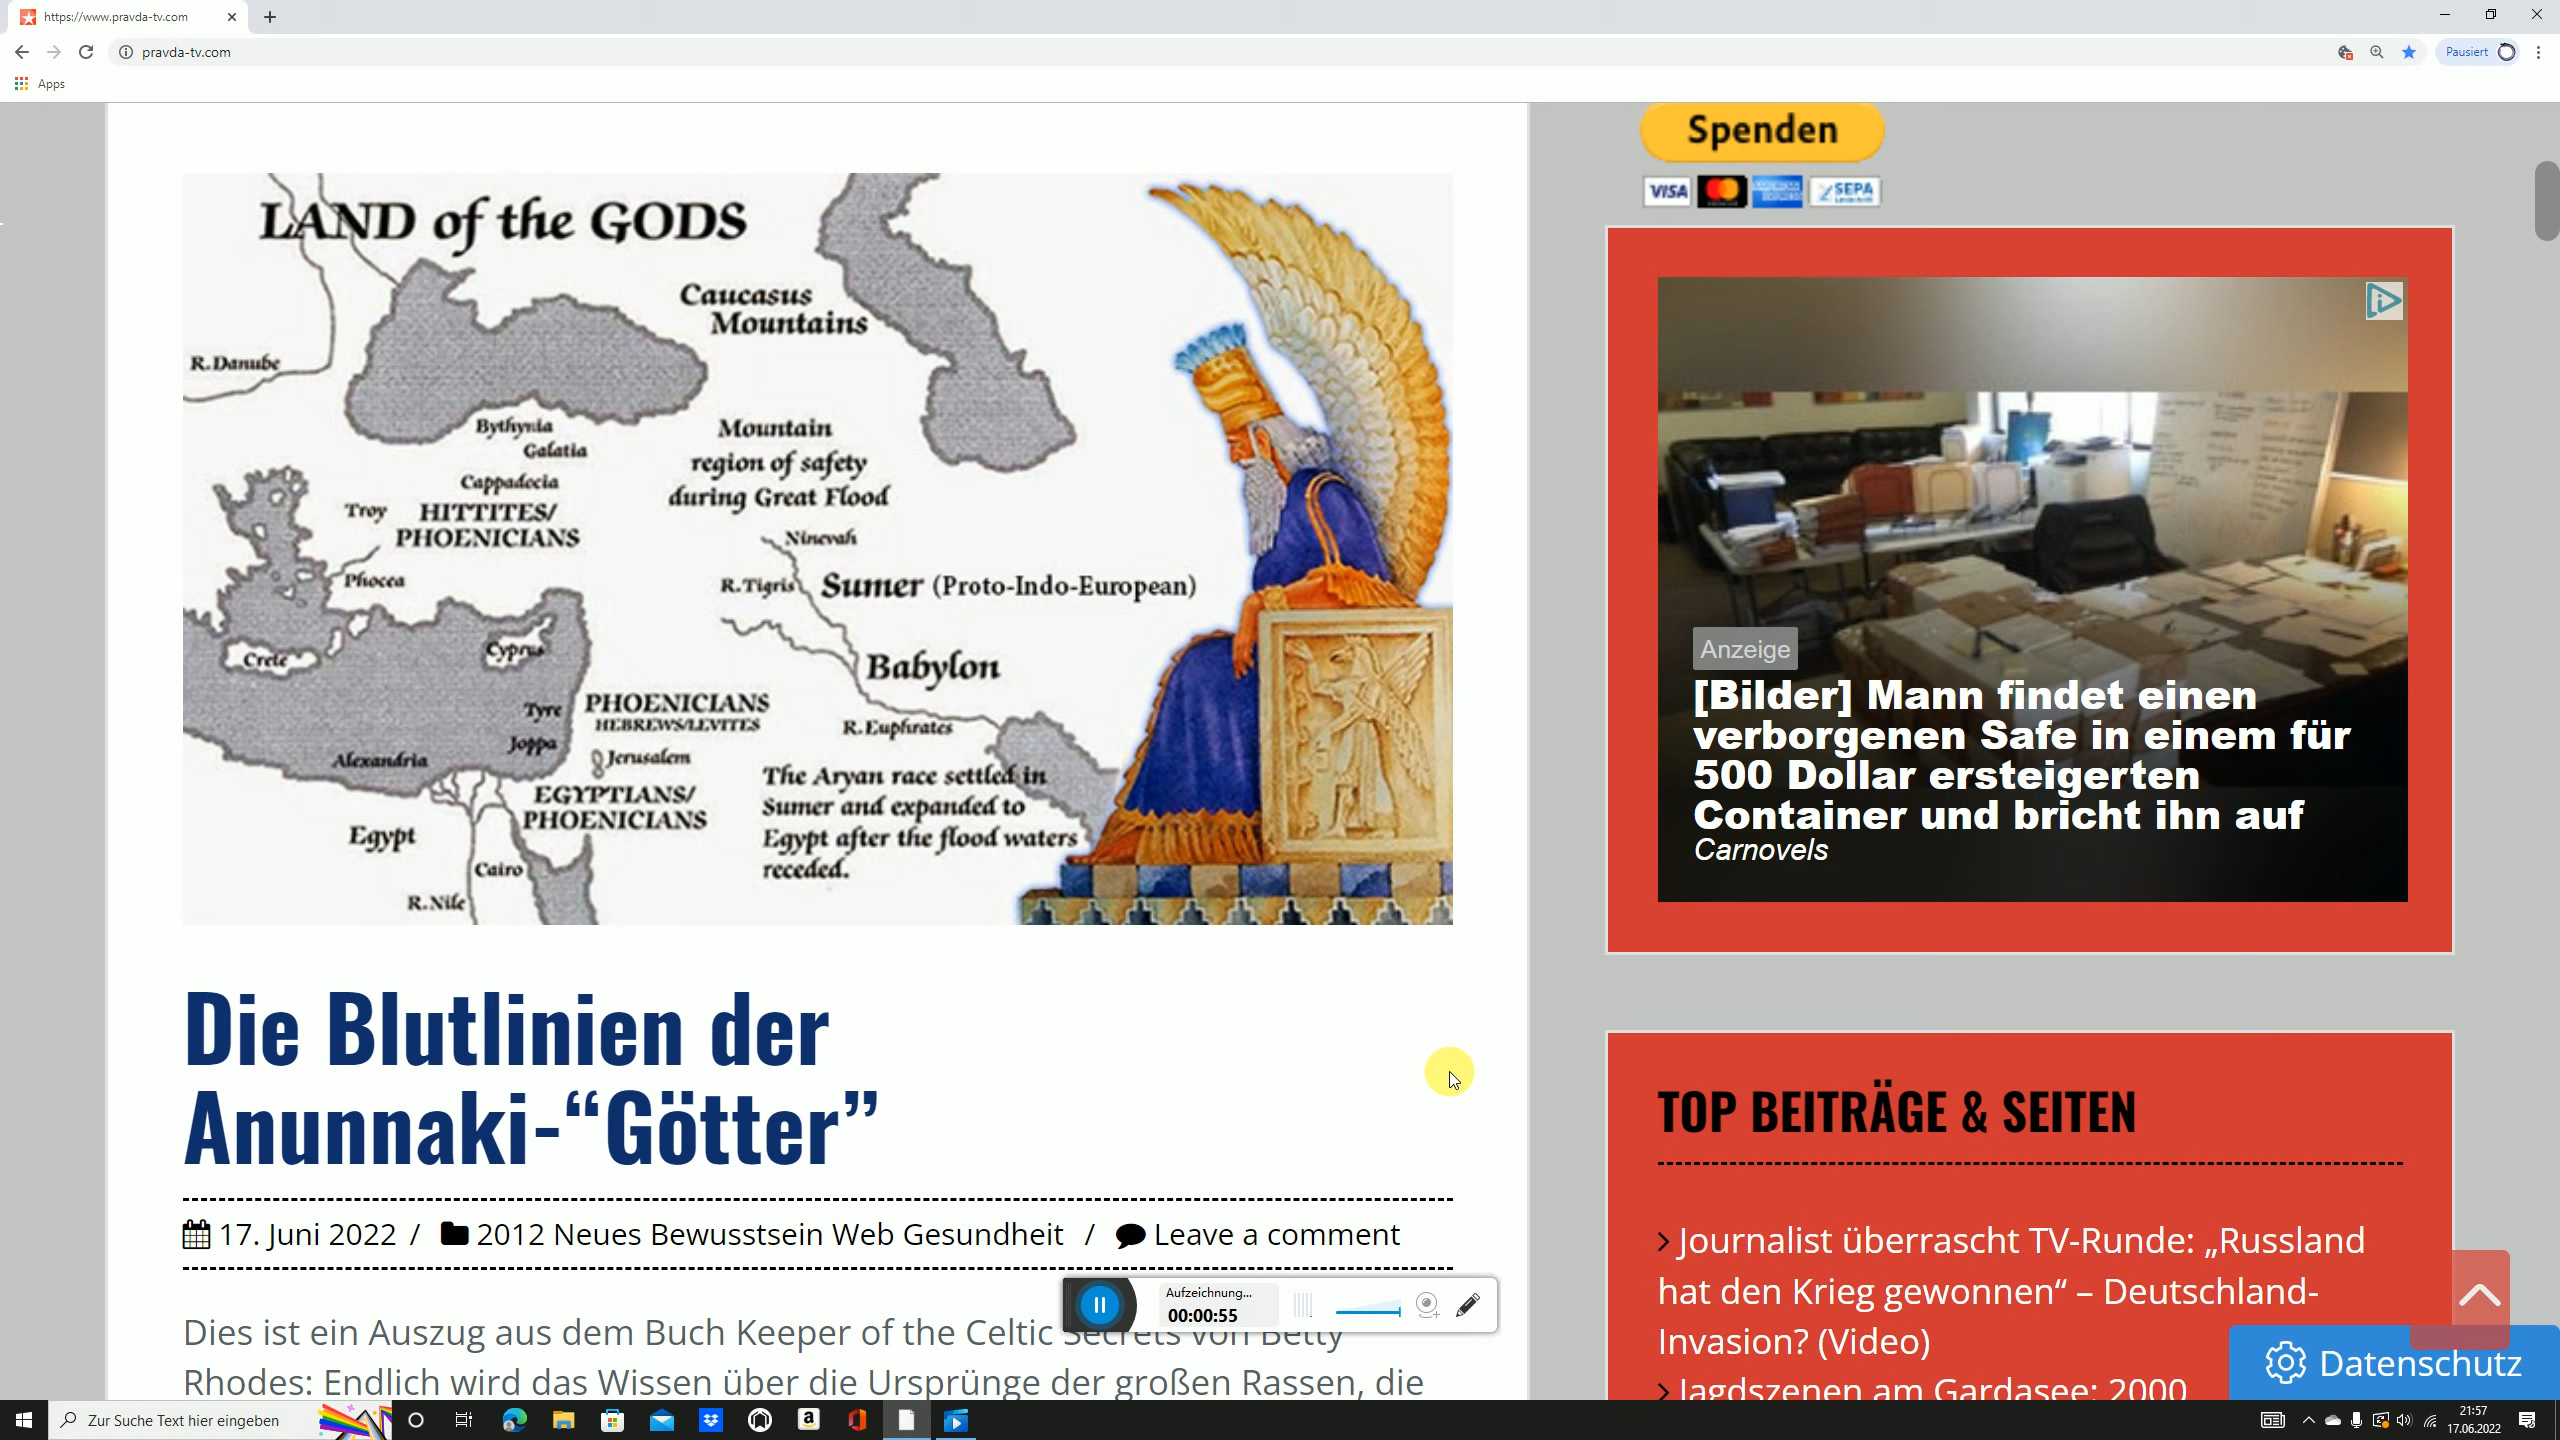 https://www.pravda-tv.com
pravda-tv.com
Pausiert
Apps
LAND of the GODS
Caucasus
Mountains
R.Danube
Bythynia
Galatia
Mountain
region of safety
during Great Flood
Cappadocia
Troy
HITTITES/
PHOENICIANS
Ninevah
Phocea
R.Tigris
Sumer (Proto-Indo-European)
Crete
Cyprus
Babylon
Tyre
PHOENICIANS
HEBREWS/LEVITES
R.Euphrates
Joppa
Jerusalem
Alexandria
The Aryan race settled in
Sumer and expanded to
Egypt after the flood waters
receded.
EGYPTIANS/
PHOENICIANS
Egypt
Cairo
R.Nile
Die Blutlinien der
Anunnaki-“Götter”
17. Juni 2022 / 2012 Neues Bewusstsein Web Gesundheit / Leave a comment
Dies ist ein Auszug aus dem Buch Keeper of the Celtic Secrets von Betty
Rhodes: Endlich wird das Wissen über die Ursprünge der großen Rassen, die
Aufzeichnung...
00:00:55
Spenden
VISA
AMERICAN EXPRESS
SEPA
Anzeige
[Bilder] Mann findet einen
verborgenen Safe in einem für
500 Dollar ersteigerten
Container und bricht ihn auf
Carnovels
TOP BEITRÄGE & SEITEN
Journalist überrascht TV-Runde: „Russland
hat den Krieg gewonnen“ – Deutschland-
Invasion? (Video)
Jagdszenen am Gardasee: 2000
Datenschutz
Zur Suche Text hier eingeben
21:57
17.06.2022